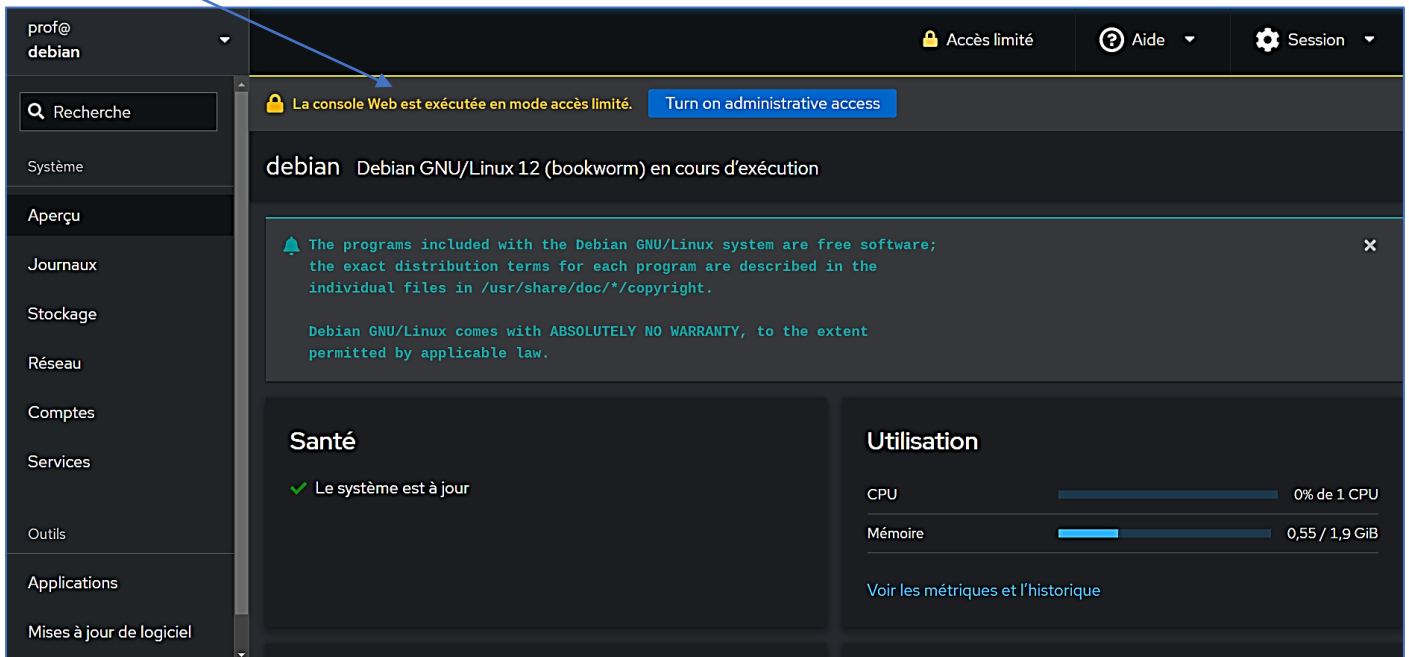 prof@
debian
Accès limité
Aide
Session
Recherche
La console Web est exécutée en mode accès limité.
Turn on administrative access
Système
debian Debian GNU/Linux 12 (bookworm) en cours d'exécution
Aperçu
Journaux
Stockage
Réseau
Comptes
Services
Outils
Applications
Mises à jour de logiciel
The programs included with the Debian GNU/Linux system are free software;
the exact distribution terms for each program are described in the
individual files in /usr/share/doc/*/copyright.
Debian GNU/Linux comes with ABSOLUTELY NO WARRANTY, to the extent
permitted by applicable law.
Santé
Le système est à jour
Utilisation
CPU 0% de 1 CPU
Mémoire 0,55 / 1,9 GiB
Voir les métriques et l'historique